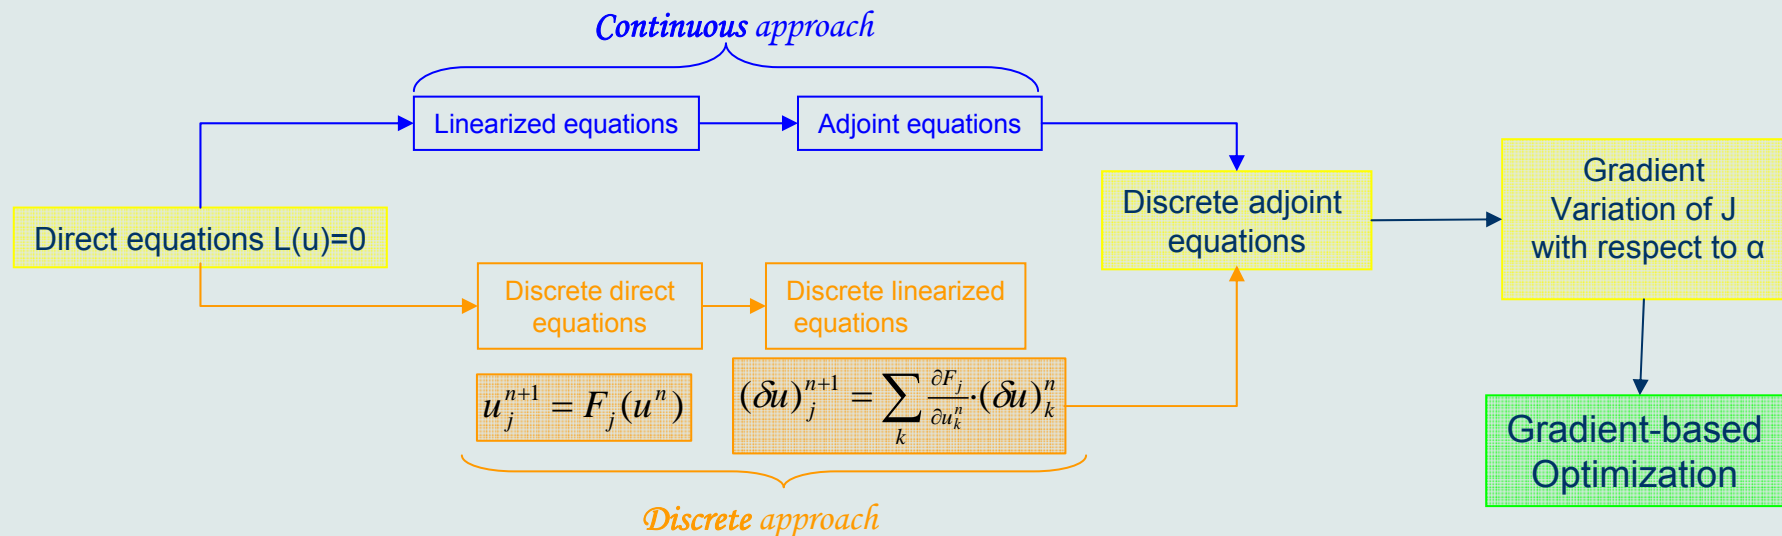 Continuous approach
Linearized equations
Adjoint equations
Direct equations L(u)=0
Discrete direct
equations
Discrete linearized
equations
u_j^{n+1} = F_j(u^n)
(δu)_j^{n+1} = ∑_k ∂F_j/∂u_k^n · (δu)_k^n
Discrete approach
Discrete adjoint
equations
Gradient
Variation of J
with respect to α
Gradient-based
Optimization